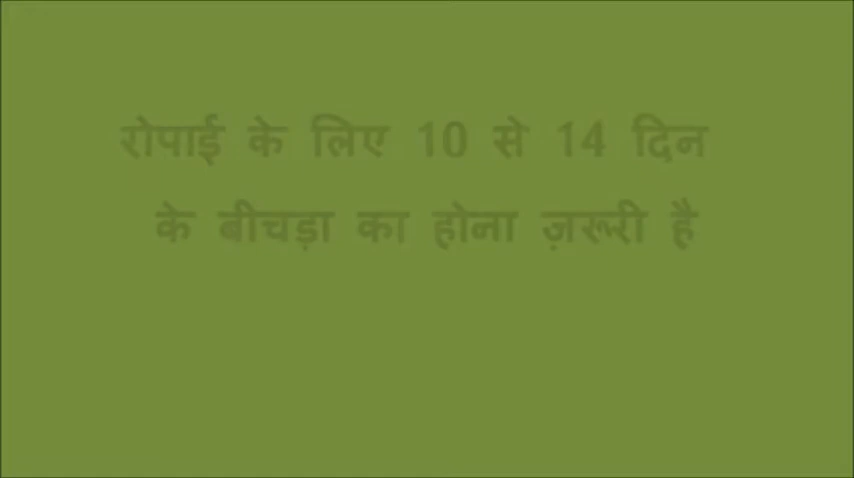 रोपाई के लिए 10 से 14 दिन
के बीचड़ा का होना ज़रूरी है